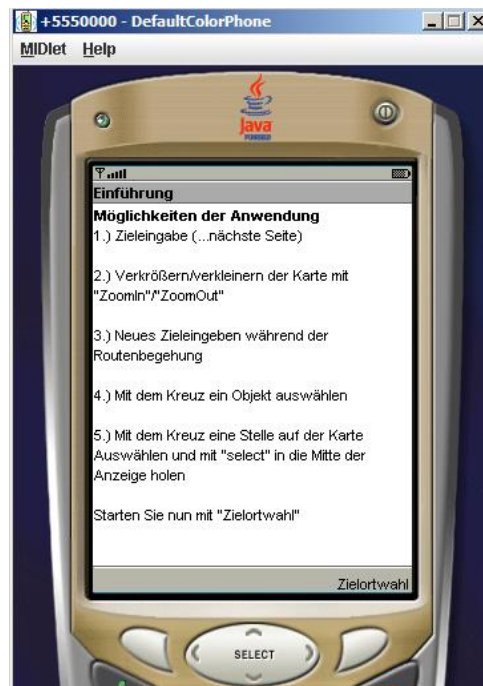 +5550000 - DefaultColorPhone
MIDlet Help
Java
POWERED
Einführung
Möglichkeiten der Anwendung
1.) Zieleingabe (...nächste Seite)
2.) Verkrößern/verkleinern der Karte mit
"ZoomIn"/"ZoomOut"
3.) Neues Zieleingeben während der
Routenbegehung
4.) Mit dem Kreuz ein Objekt auswählen
5.) Mit dem Kreuz eine Stelle auf der Karte
Auswählen und mit "select" in die Mitte der
Anzeige holen
Starten Sie nun mit "Zielortwahl"
Zielortwahl
SELECT